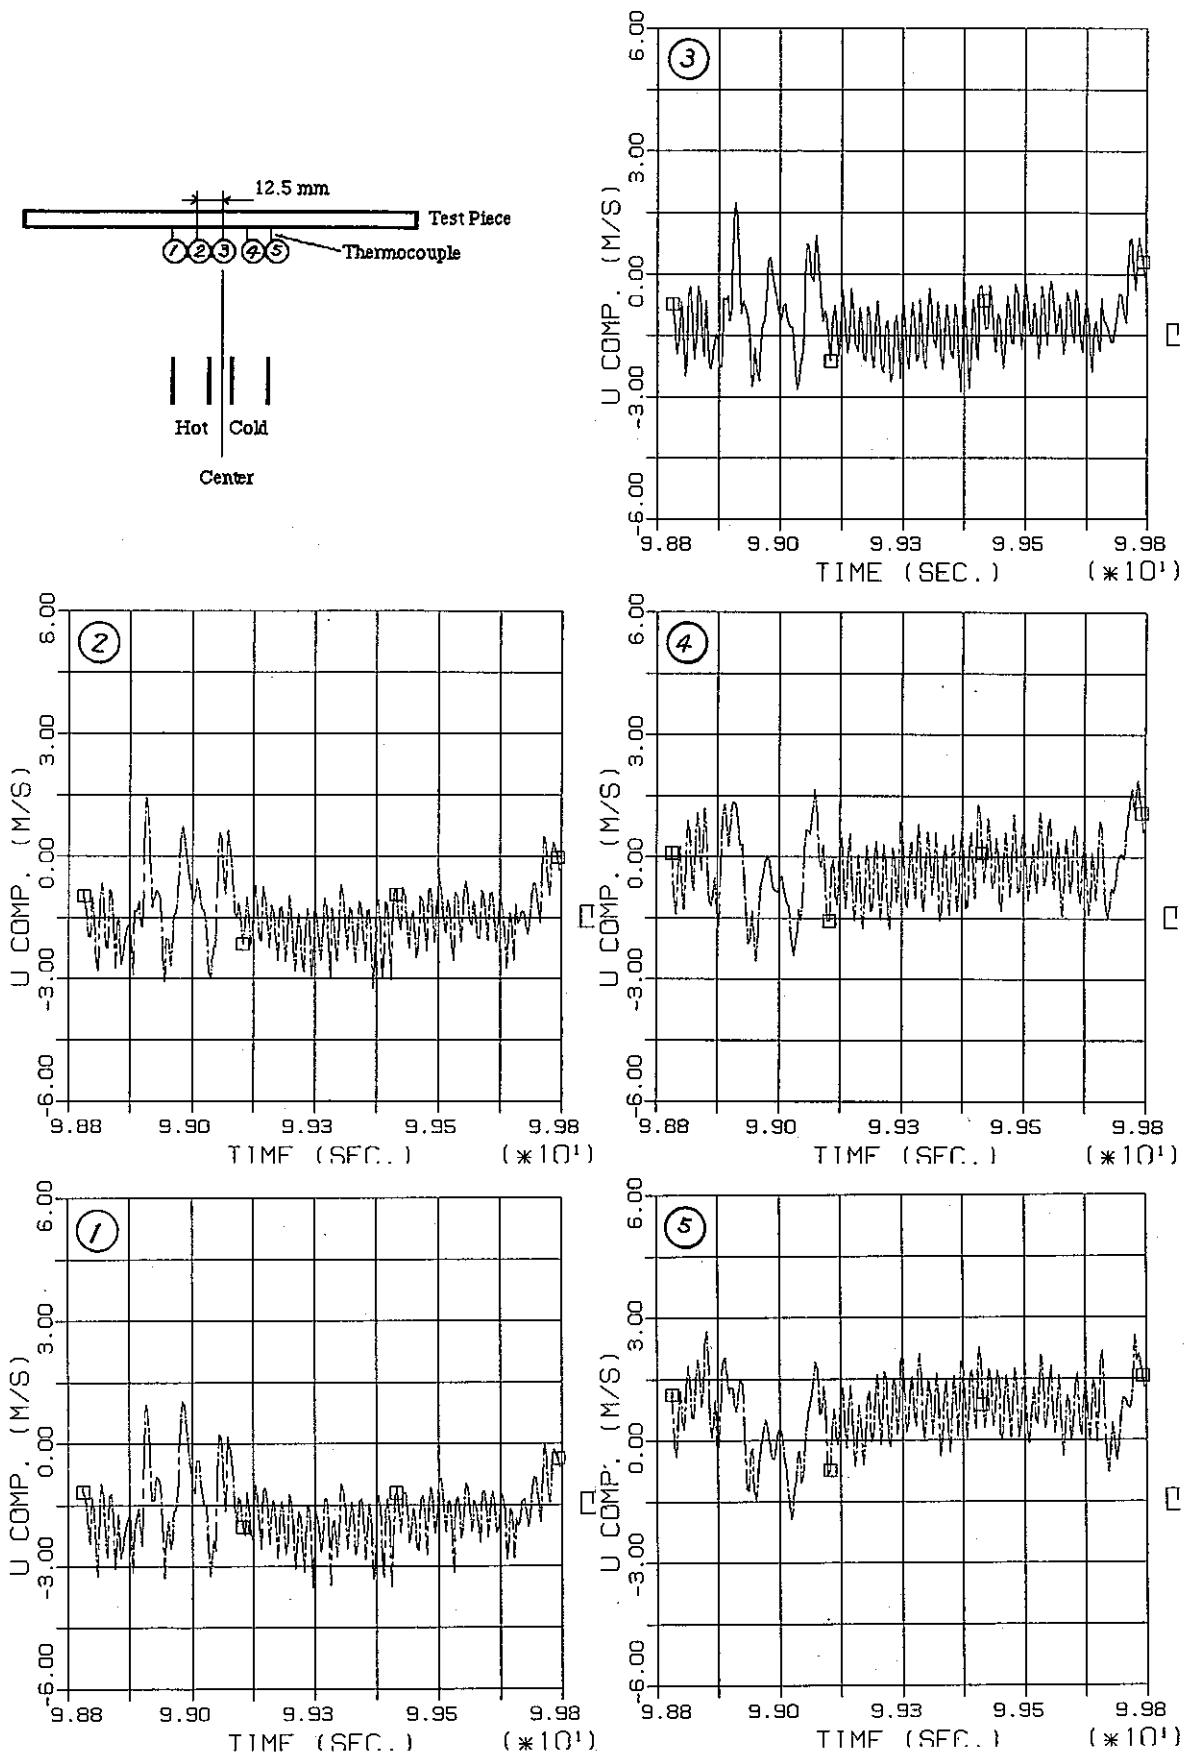 12.5 mm
Test Piece
1 2 3 4 5
Thermocouple
Hot Cold
Center
3
U COMP. (M/S)
6.00
3.00
0.00
-3.00
-6.00
9.88 9.90 9.93 9.95 9.98
TIME (SEC.) (*10¹)
2
U COMP. (M/S)
6.00
3.00
0.00
-3.00
-6.00
9.88 9.90 9.93 9.95 9.98
TIME (SEC.) (*10¹)
4
U COMP. (M/S)
6.00
3.00
0.00
-3.00
-6.00
9.88 9.90 9.93 9.95 9.98
TIME (SEC.) (*10¹)
1
U COMP. (M/S)
6.00
3.00
0.00
-3.00
-6.00
9.88 9.90 9.93 9.95 9.98
TIME (SEC.) (*10¹)
5
U COMP. (M/S)
6.00
3.00
0.00
-3.00
-6.00
9.88 9.90 9.93 9.95 9.98
TIME (SEC.) (*10¹)